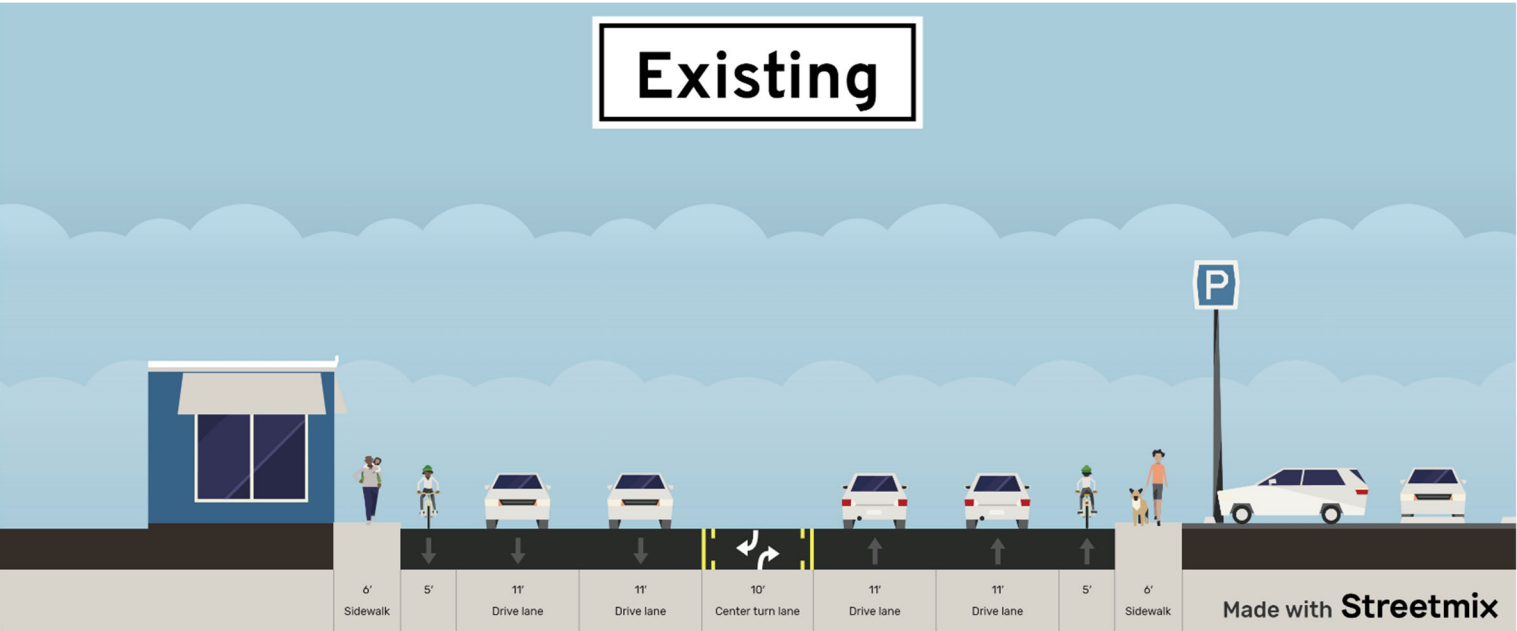 Existing
P
6' 5' 11' 11' 10' 11' 11' 5' 6'
Sidewalk Drive lane Drive lane Center turn lane Drive lane Drive lane Sidewalk
Made with Streetmix